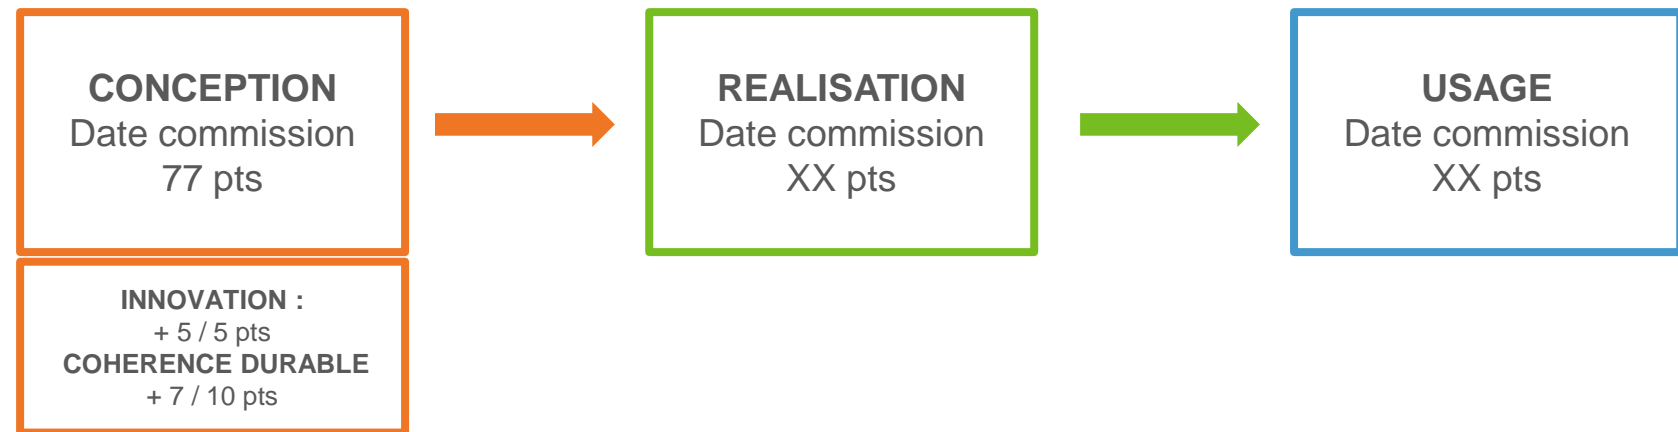 CONCEPTION
Date commission
77 pts
INNOVATION :
+ 5 / 5 pts
COHERENCE DURABLE
+ 7 / 10 pts
REALISATION
Date commission
XX pts
USAGE
Date commission
XX pts